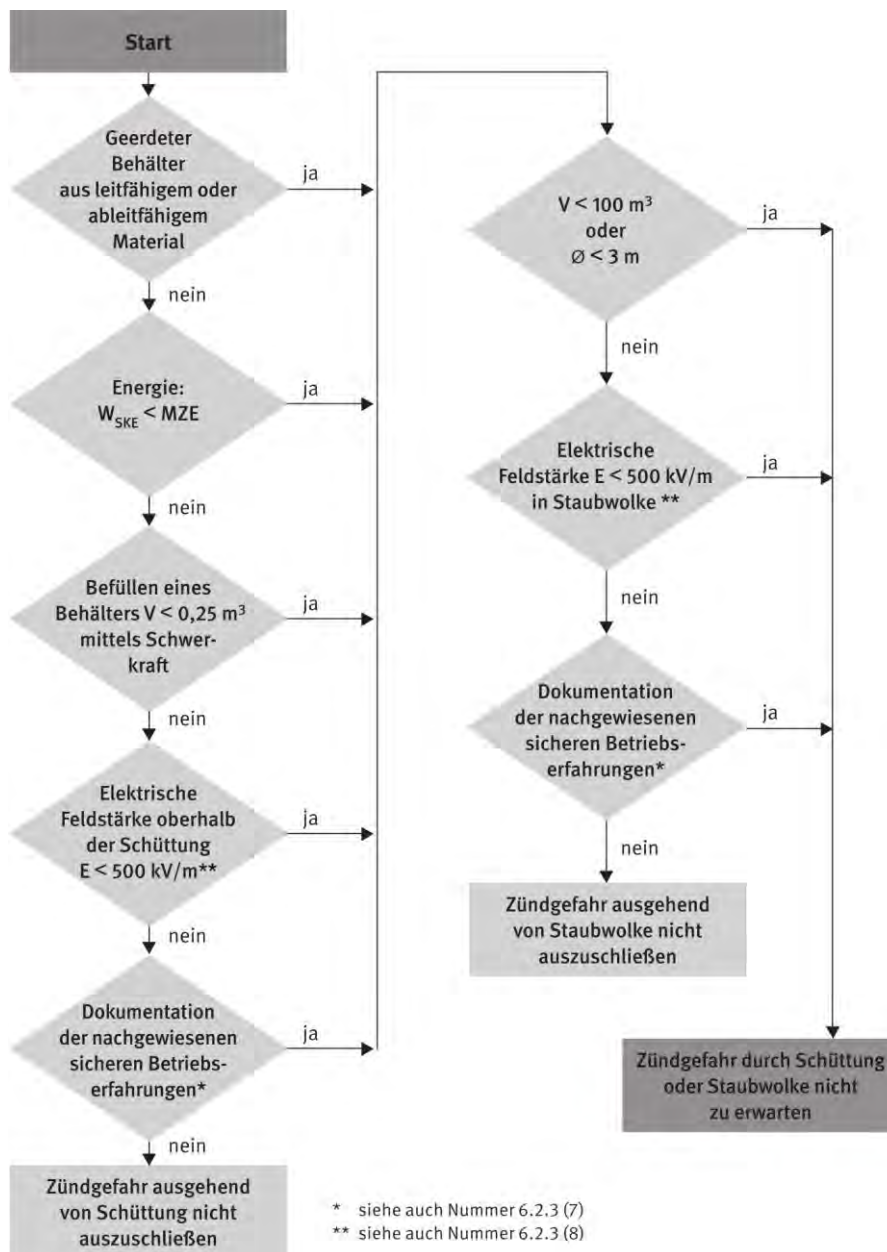 Start
Geerdeter
Behälter
aus leitfähigem oder
ableitfähigem
Material
ja
nein
Energie:
W_SKE < MZE
ja
nein
Befüllen eines
Behälters V < 0,25 m³
mittels Schwer-
kraft
ja
nein
Elektrische
Feldstärke oberhalb
der Schüttung
E < 500 kV/m**
ja
nein
Dokumentation
der nachgewiesenen
sicheren Betriebs-
erfahrungen*
ja
nein
Zündgefahr ausgehend
von Schüttung nicht
auszuschließen
V < 100 m³
oder
Ø < 3 m
ja
nein
Elektrische
Feldstärke E < 500 kV/m
in Staubwolke **
ja
nein
Dokumentation
der nachgewiesenen
sicheren Betriebs-
erfahrungen*
ja
nein
Zündgefahr ausgehend
von Staubwolke nicht
auszuschließen
Zündgefahr durch Schüttung
oder Staubwolke nicht
zu erwarten
* siehe auch Nummer 6.2.3 (7)
** siehe auch Nummer 6.2.3 (8)